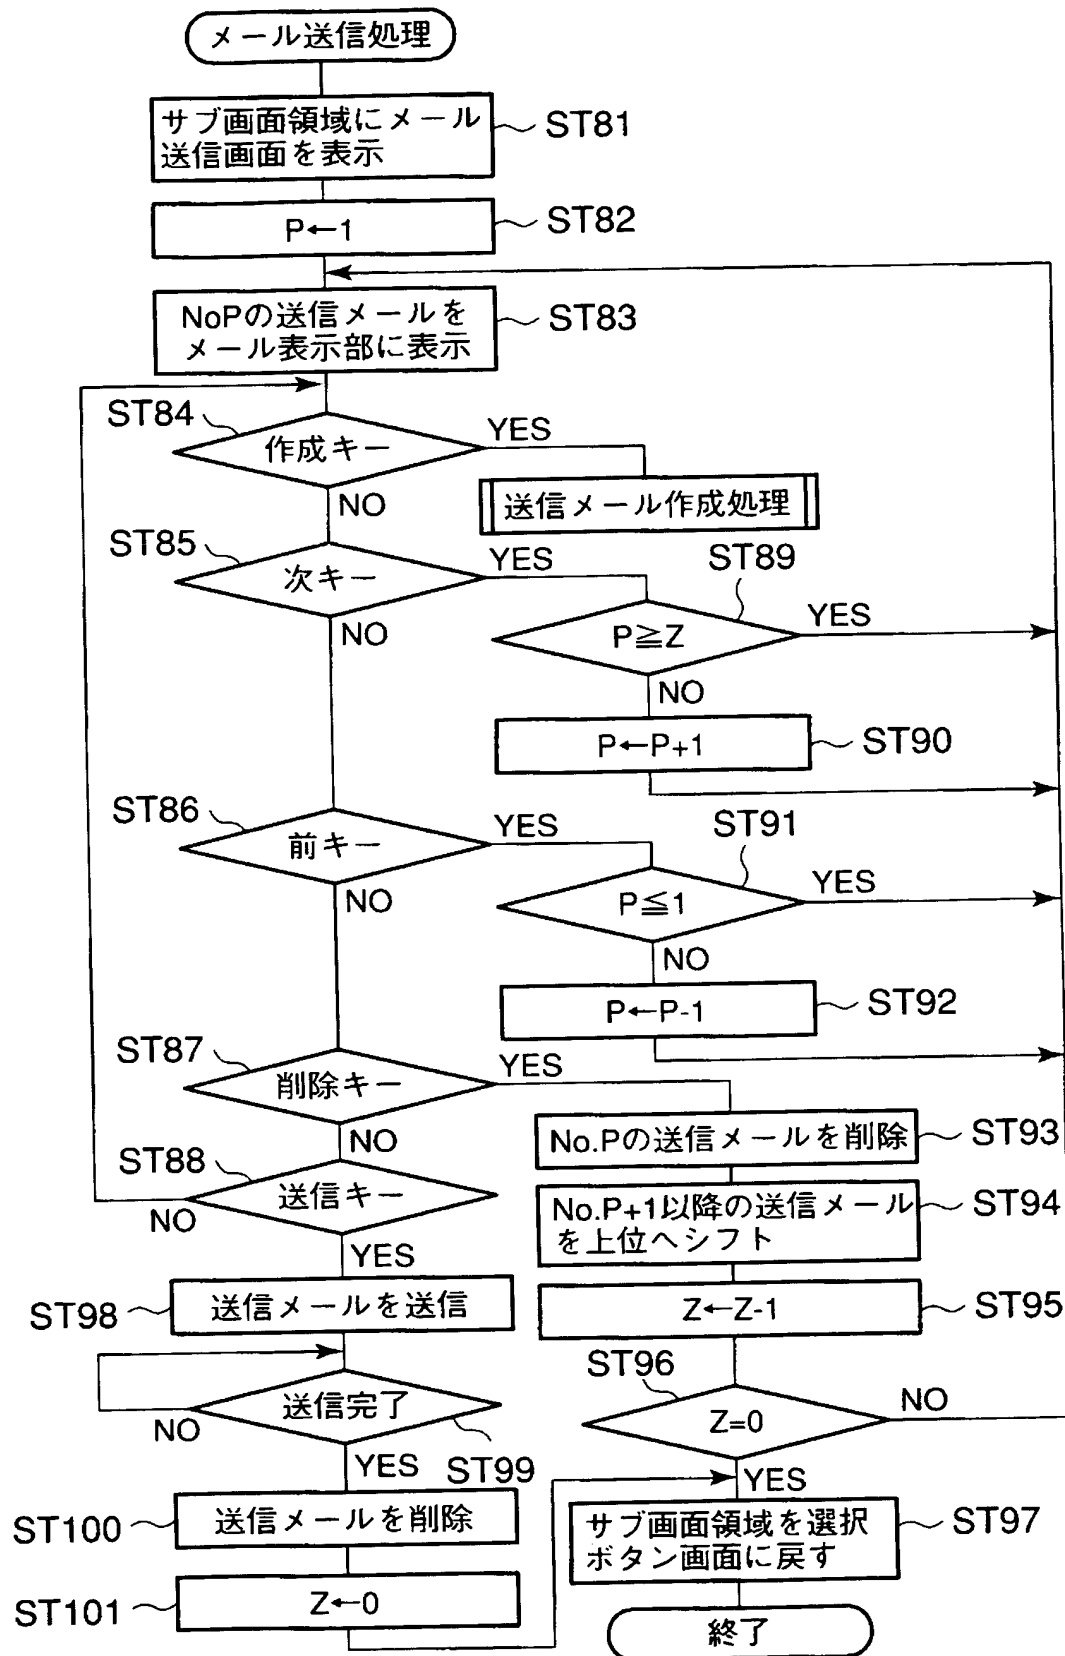 メール送信処理
サブ画面領域にメール
送信画面を表示
ST81
P←1
ST82
NoPの送信メールを
メール表示部に表示
ST83
ST84
作成キー
YES
NO
送信メール作成処理
ST85
次キー
YES
NO
ST89
P≧Z
YES
NO
P←P+1
ST90
ST86
前キー
YES
NO
ST91
P≦1
YES
NO
P←P-1
ST92
ST87
削除キー
YES
NO
No.Pの送信メールを削除
ST93
ST88
送信キー
NO
YES
No.P+1以降の送信メール
を上位へシフト
ST94
ST98
送信メールを送信
Z←Z-1
ST95
送信完了
NO
YES
ST99
ST96
Z=0
NO
YES
ST100
送信メールを削除
サブ画面領域を選択
ボタン画面に戻す
ST97
ST101
Z←0
終了